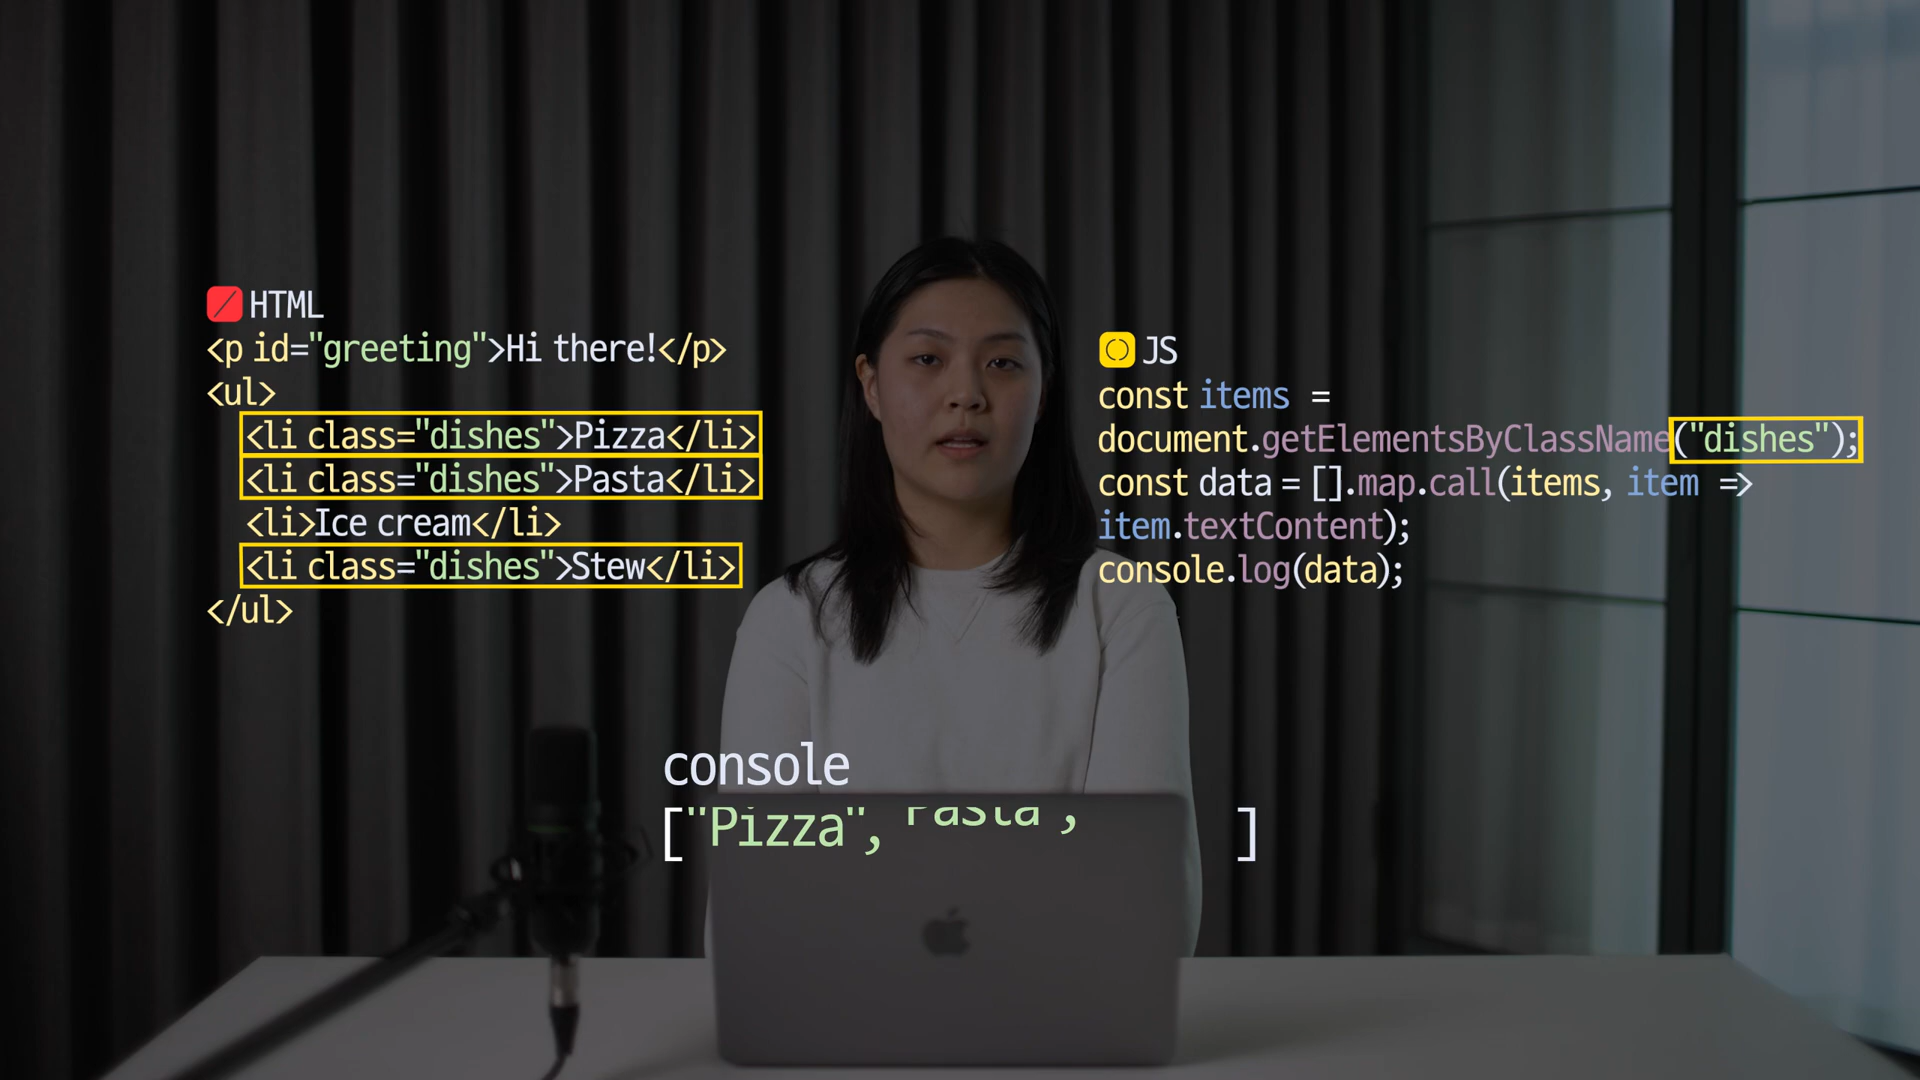 HTML
<p id="greeting">Hi there!</p>
<ul>
<li class="dishes">Pizza</li>
<li class="dishes">Pasta</li>
<li>Ice cream</li>
<li class="dishes">Stew</li>
</ul>
JS
const items =
document.getElementsByClassName("dishes");
const data = [].map.call(items, item =>
item.textContent);
console.log(data);
console
["Pizza", Pasta , ]